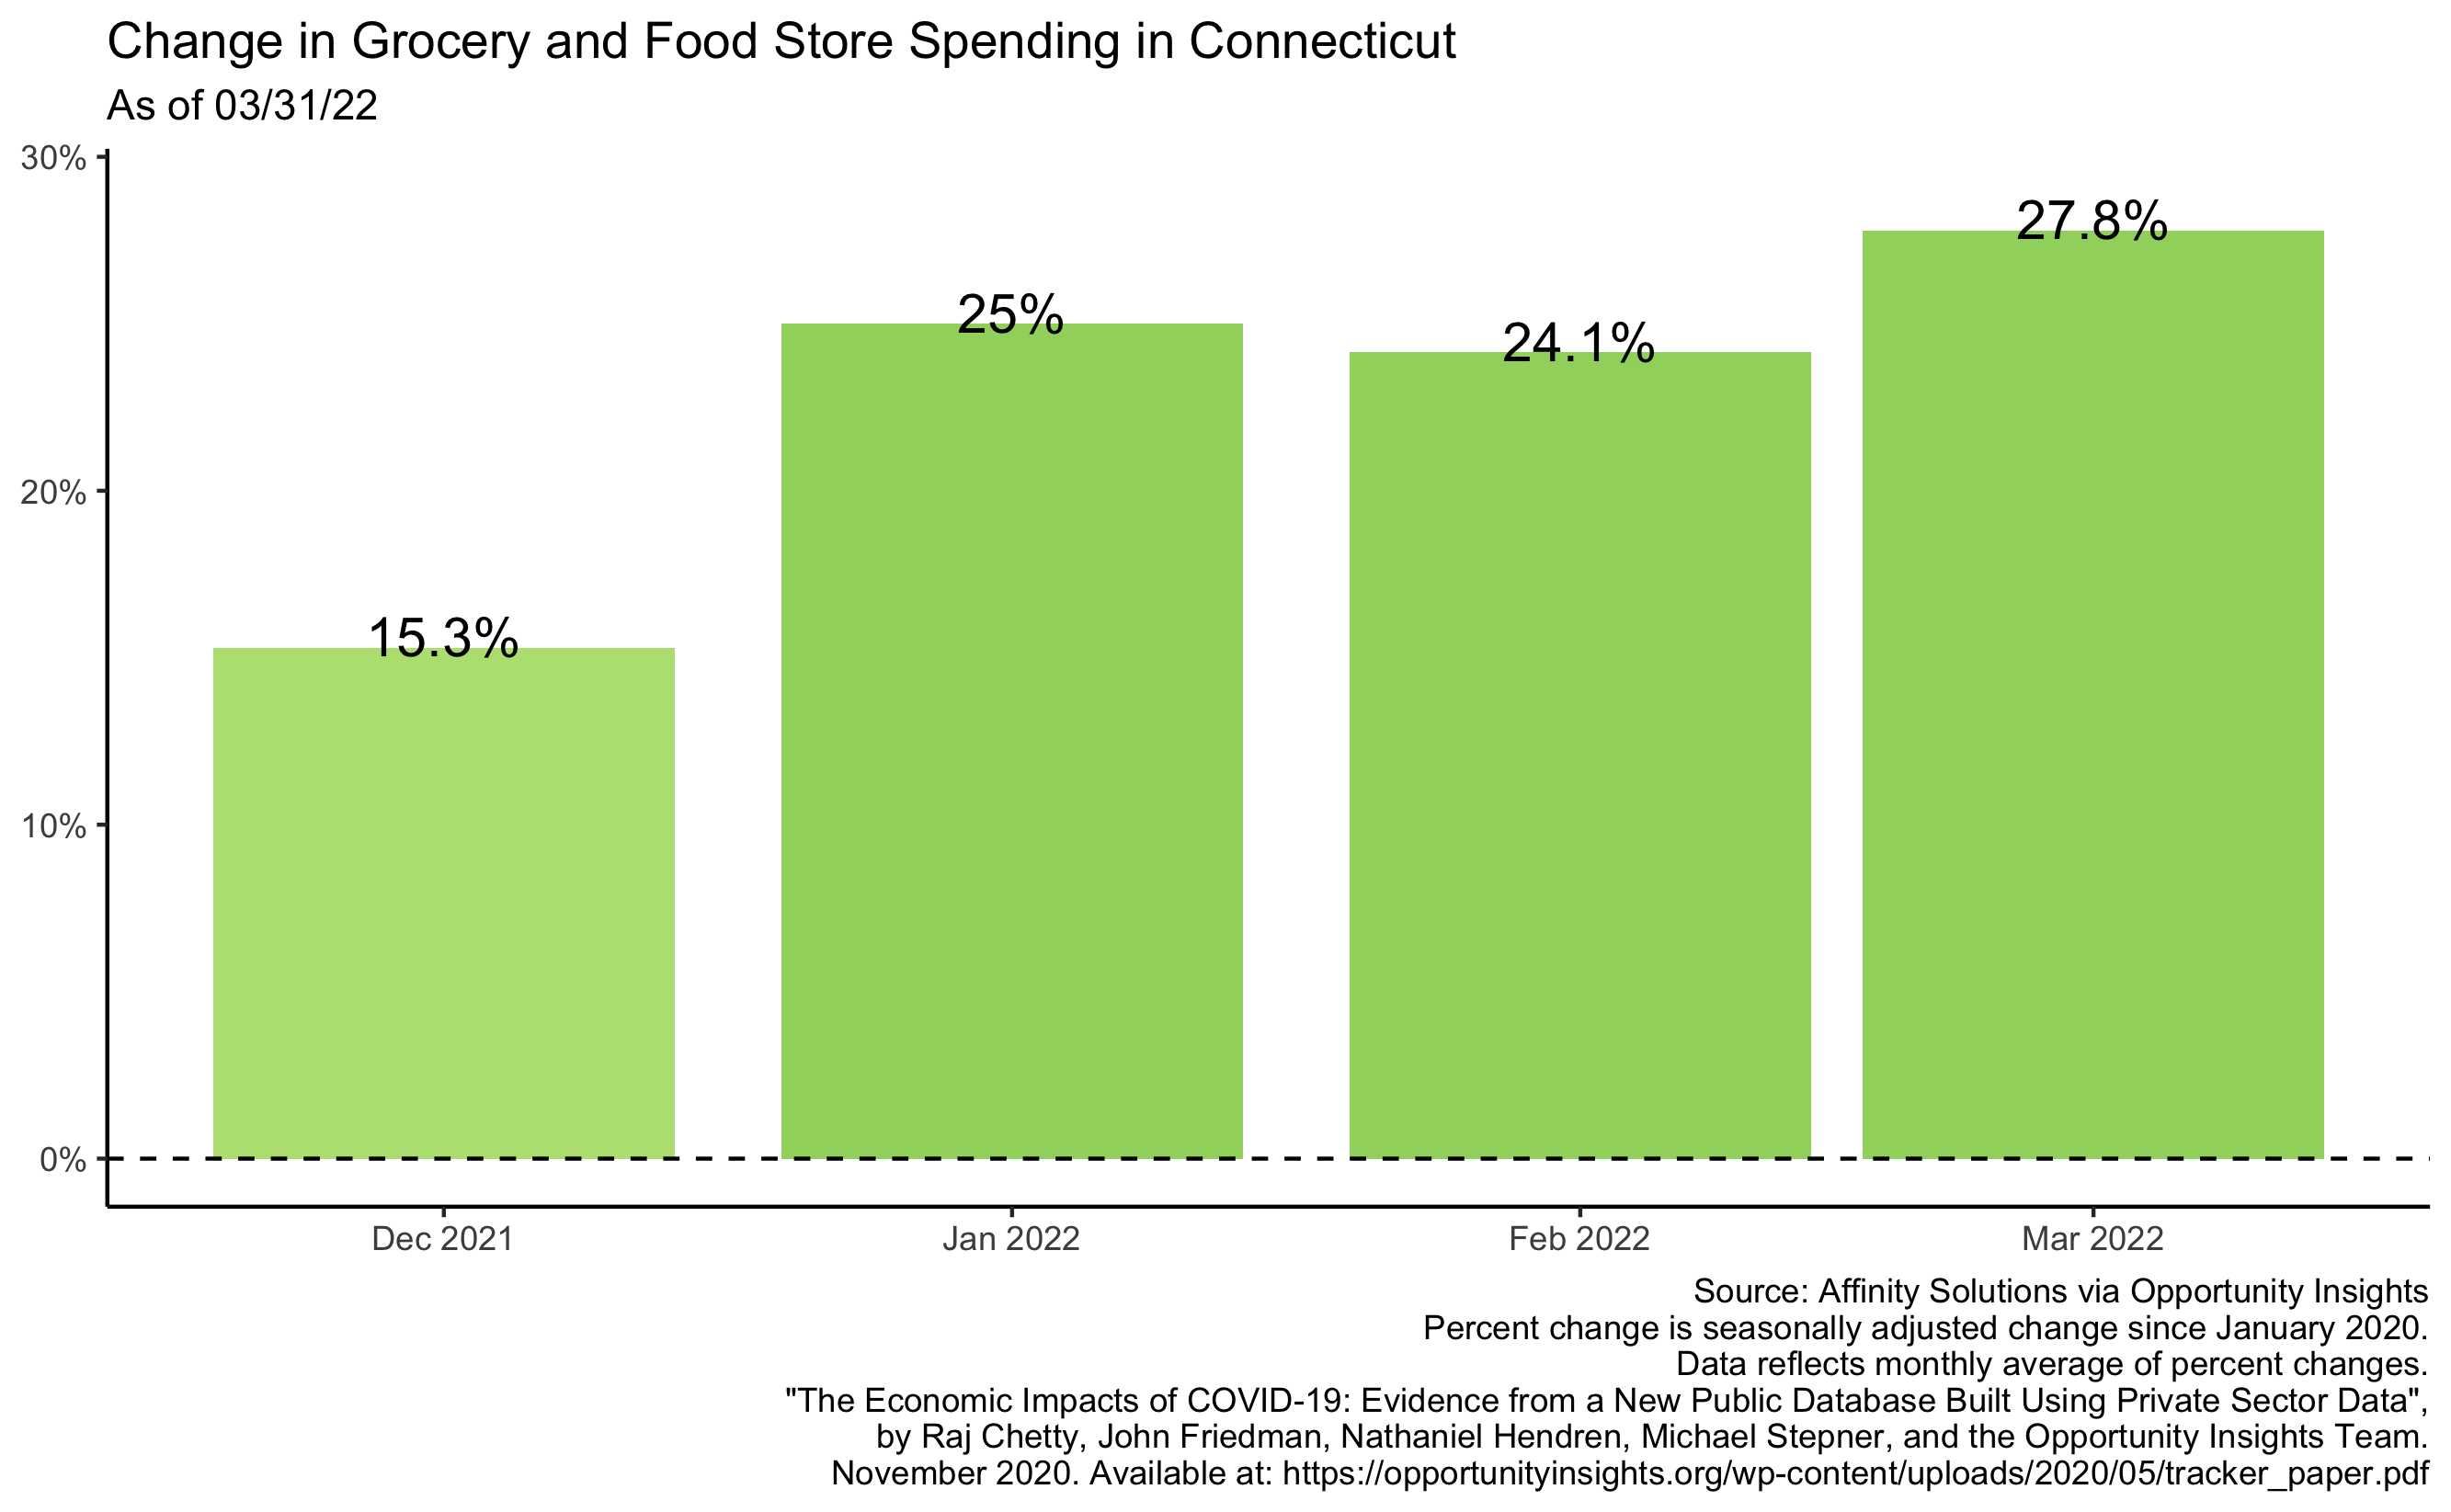 Change in Grocery and Food Store Spending in Connecticut
As of 03/31/22
30%
20%
10%
0%
15.3%
25%
24.1%
27.8%
Dec 2021
Jan 2022
Feb 2022
Mar 2022
Source: Affinity Solutions via Opportunity Insights
Percent change is seasonally adjusted change since January 2020.
Data reflects monthly average of percent changes.
"The Economic Impacts of COVID-19: Evidence from a New Public Database Built Using Private Sector Data",
by Raj Chetty, John Friedman, Nathaniel Hendren, Michael Stepner, and the Opportunity Insights Team.
November 2020. Available at: https://opportunityinsights.org/wp-content/uploads/2020/05/tracker_paper.pdf